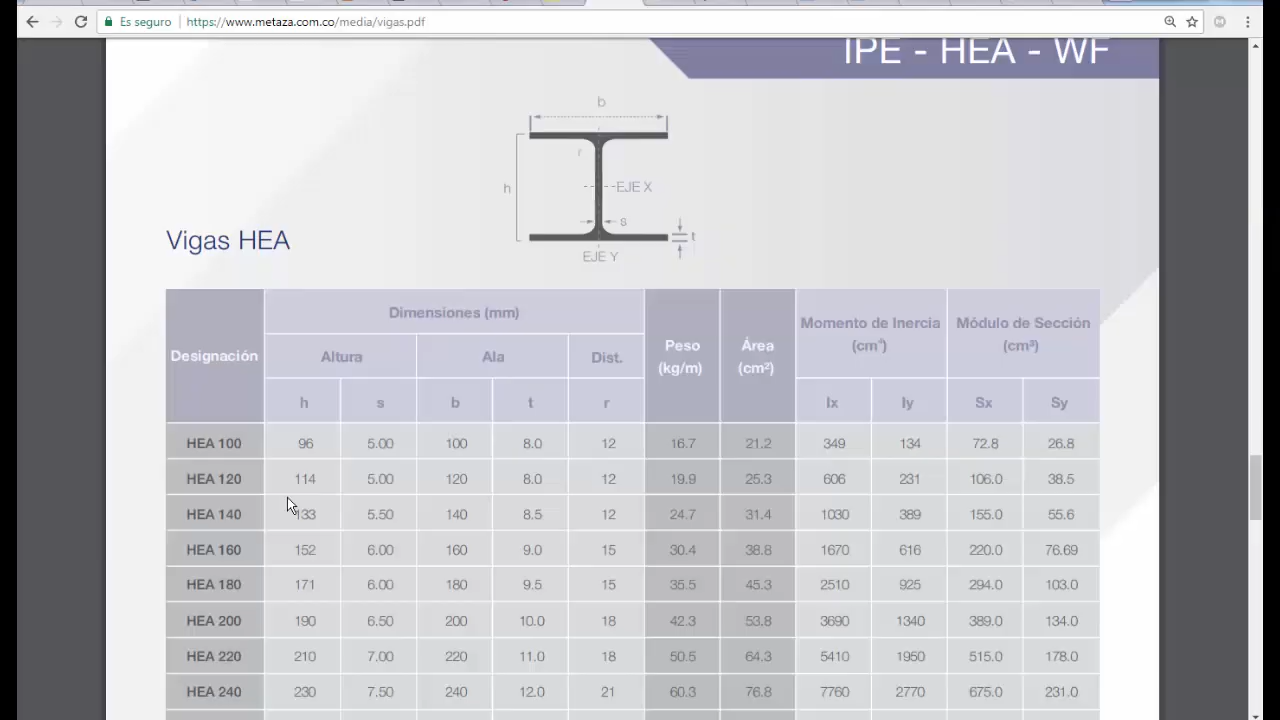 Es seguro https://www.metaza.com.co/media/vigas.pdf
IPE - HEA - WF
b
r
h
EJE X
s
t
EJE Y
Vigas HEA
Designación Dimensiones (mm) Peso (kg/m) Área (cm²) Momento de Inercia (cm⁴) Módulo de Sección (cm³)
Altura Ala Dist.
h s b t r Ix Iy Sx Sy
HEA 100 96 5.00 100 8.0 12 16.7 21.2 349 134 72.8 26.8
HEA 120 114 5.00 120 8.0 12 19.9 25.3 606 231 106.0 38.5
HEA 140 133 5.50 140 8.5 12 24.7 31.4 1030 389 155.0 55.6
HEA 160 152 6.00 160 9.0 15 30.4 38.8 1670 616 220.0 76.69
HEA 180 171 6.00 180 9.5 15 35.5 45.3 2510 925 294.0 103.0
HEA 200 190 6.50 200 10.0 18 42.3 53.8 3690 1340 389.0 134.0
HEA 220 210 7.00 220 11.0 18 50.5 64.3 5410 1950 515.0 178.0
HEA 240 230 7.50 240 12.0 21 60.3 76.8 7760 2770 675.0 231.0